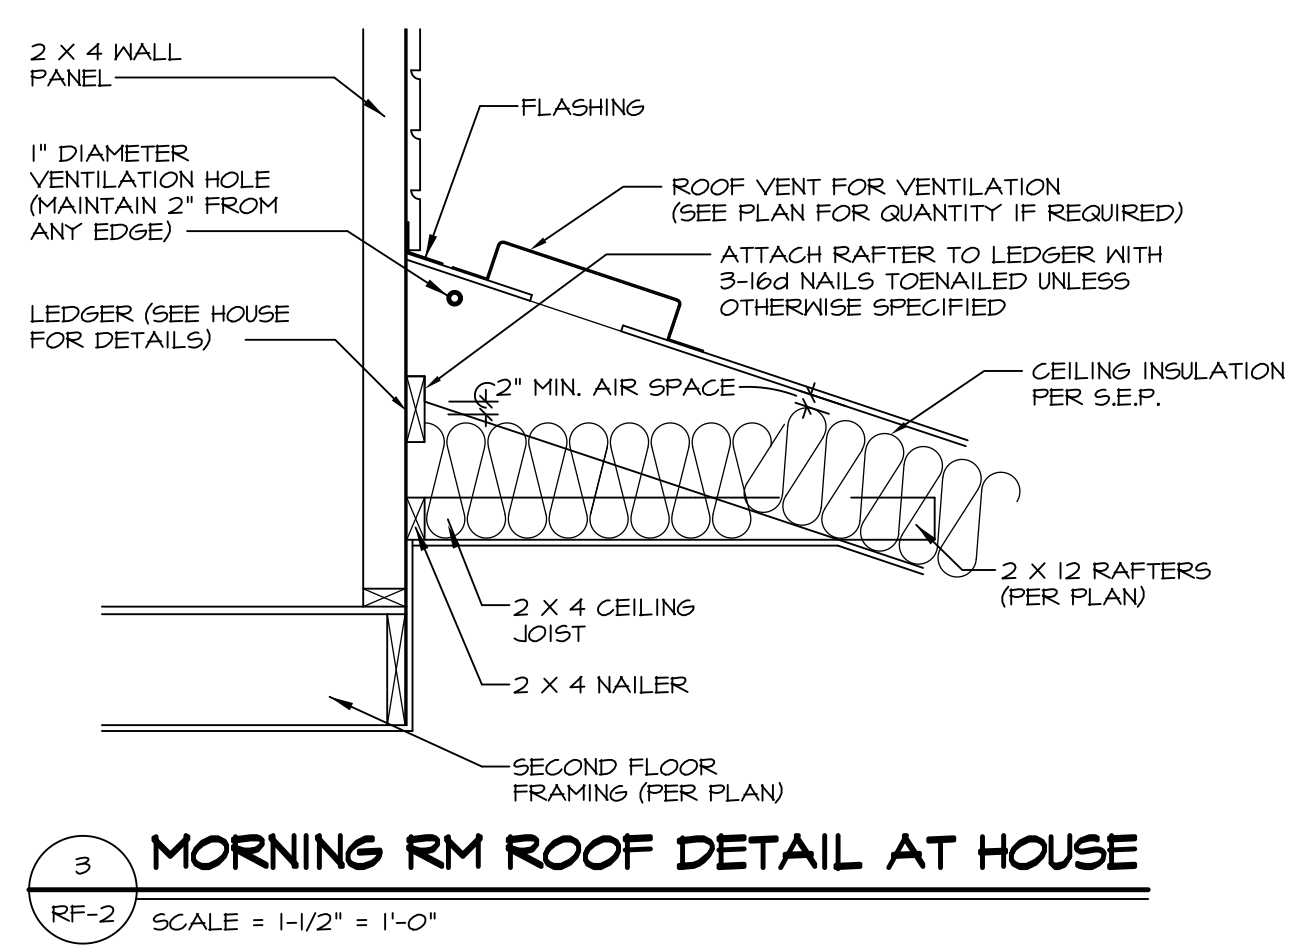 2 X 4 WALL
PANEL
FLASHING
1" DIAMETER
VENTILATION HOLE
(MAINTAIN 2" FROM
ANY EDGE)
ROOF VENT FOR VENTILATION
(SEE PLAN FOR QUANTITY IF REQUIRED)
ATTACH RAFTER TO LEDGER WITH
3-16d NAILS TOENAILED UNLESS
OTHERWISE SPECIFIED
LEDGER (SEE HOUSE
FOR DETAILS)
2" MIN. AIR SPACE
CEILING INSULATION
PER S.E.P.
2 X 12 RAFTERS
(PER PLAN)
2 X 4 CEILING
JOIST
2 X 4 NAILER
SECOND FLOOR
FRAMING (PER PLAN)
3
RF-2
MORNING RM ROOF DETAIL AT HOUSE
SCALE = 1-1/2" = 1'-0"